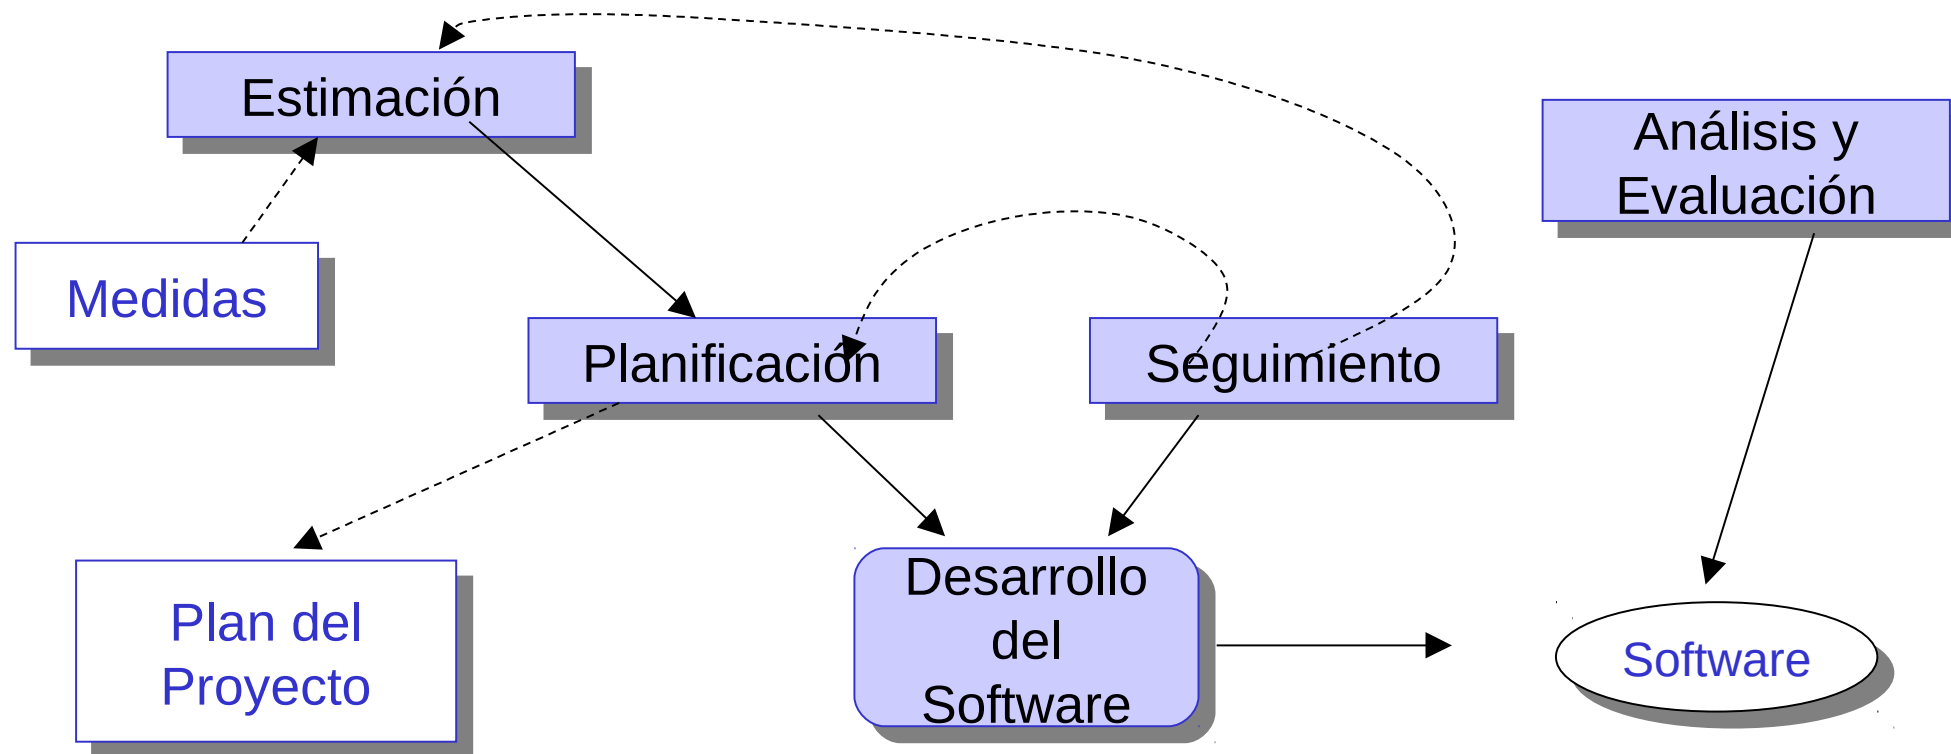 Estimación
Análisis y
Evaluación
Medidas
Planificación
Seguimiento
Plan del
Proyecto
Desarrollo
del
Software
Software